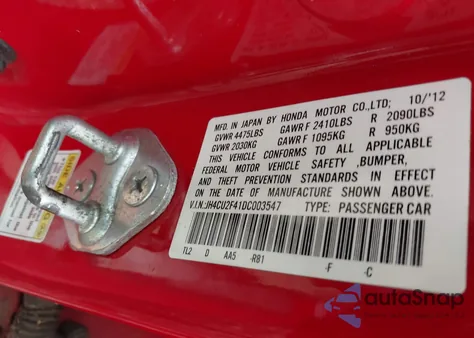 MFD. IN JAPAN BY HONDA MOTOR CO.,LTD; 10/'12
GVWR 4475LBS GAWR F 2410LBS R 2090LBS
GVWR 2030KG GAWR F 1095KG R 950KG
THIS VEHICLE CONFORMS TO ALL APPLICABLE
FEDERAL MOTOR VEHICLE SAFETY ,BUMPER,
AND THEFT PREVENTION STANDARDS IN EFFECT
ON THE DATE OF MANUFACTURE SHOWN ABOVE.
V.I.N.JH4CU2F41DC003547 TYPE: PASSENGER CAR
TL2 D AA5 -R81 -F -C
autoSnap